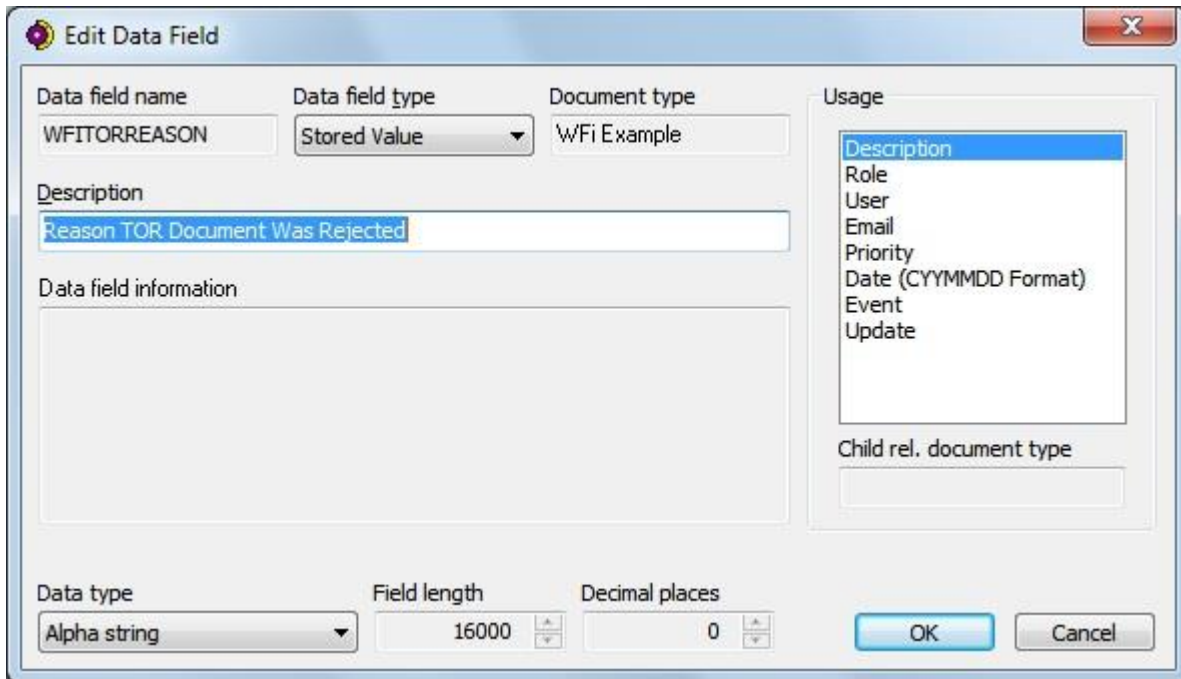 Edit Data Field
Data field name
Data field type
Document type
Usage
WFITORREASON
Stored Value
WFi Example
Description
Reason TOR Document Was Rejected
Data field information
Description
Role
User
Email
Priority
Date (CYYMMDD Format)
Event
Update
Child rel. document type
Data type
Field length
Decimal places
Alpha string
16000
0
OK
Cancel